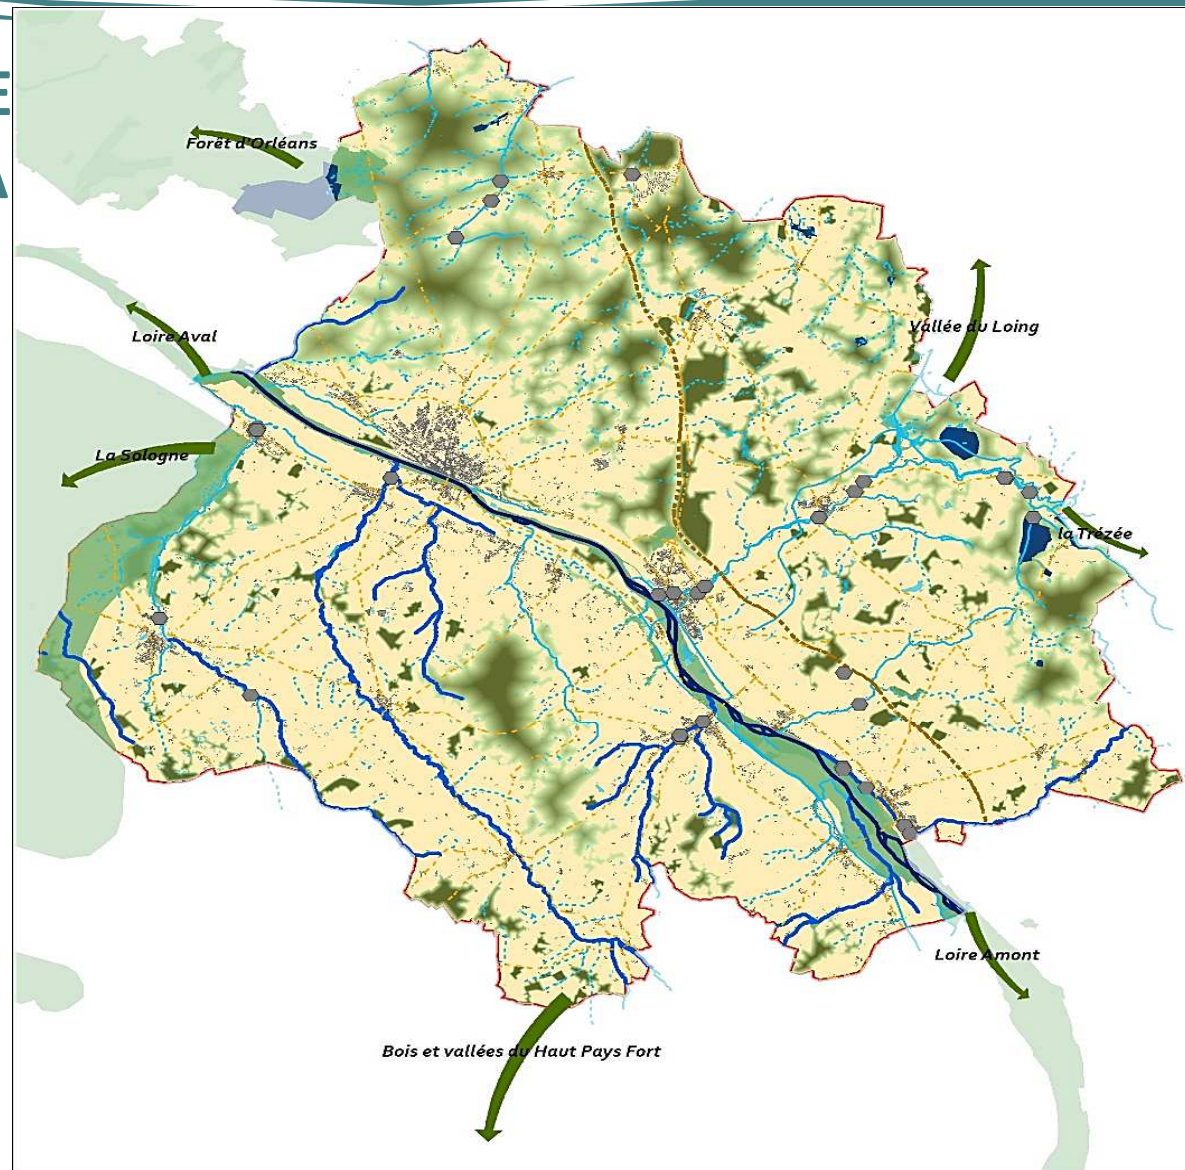 E
A
Forêt d'Orléans
Loire Aval
Vallée du Loing
La Sologne
la Trézée
Loire Amont
Bois et vallées du Haut Pays Fort